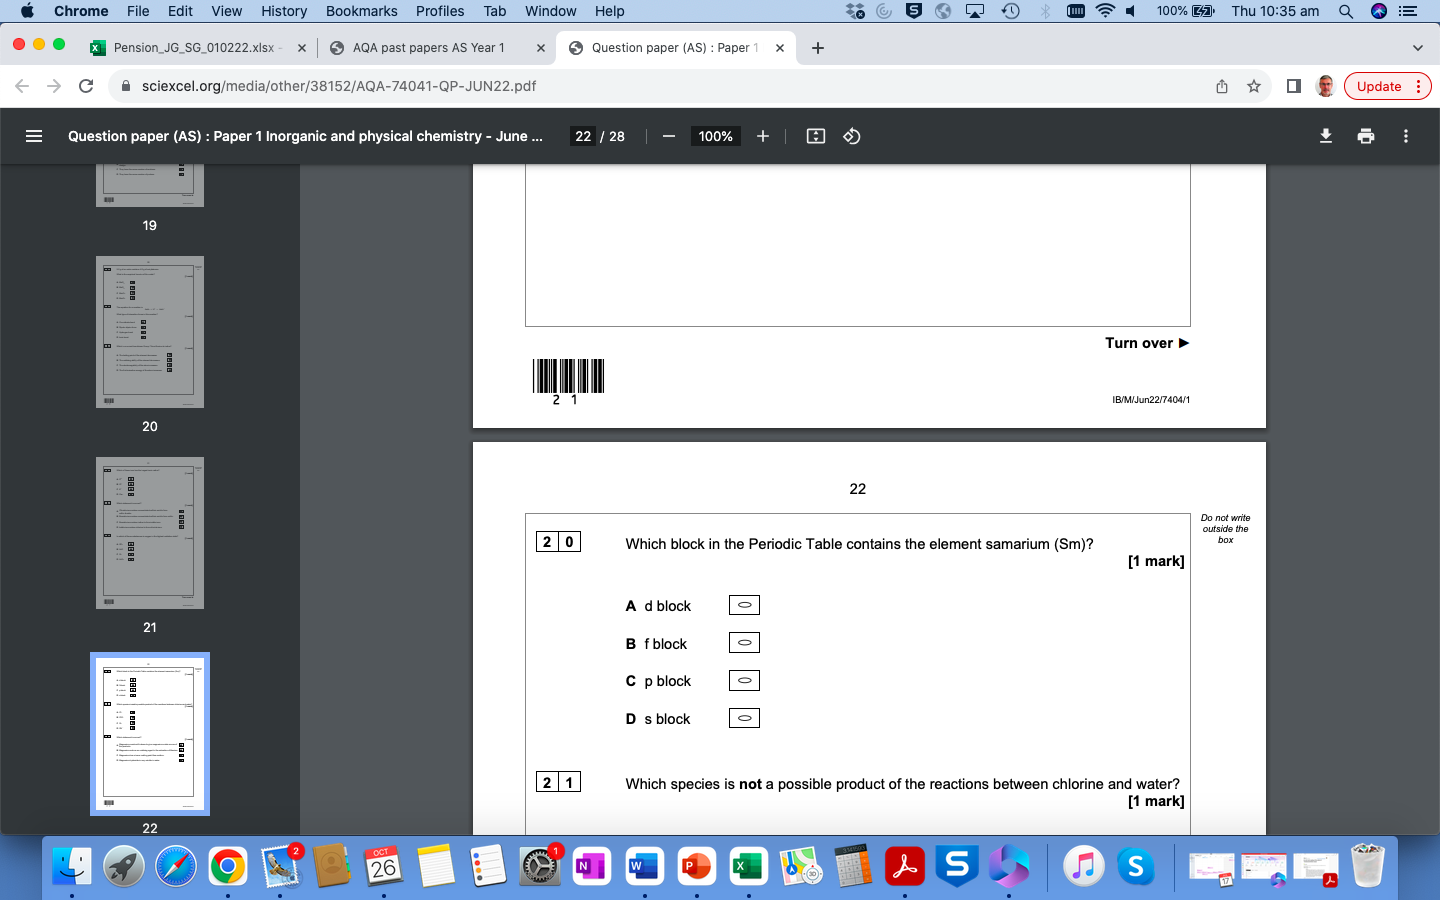 Chrome File Edit View History Bookmarks Profiles Tab Window Help 100% Thu 10:35 am
Pension_JG_SG_010222.xlsx - AQA past papers AS Year 1 Question paper (AS) : Paper 1
sciexcel.org/media/other/38152/AQA-74041-QP-JUN22.pdf Update
Question paper (AS) : Paper 1 Inorganic and physical chemistry - June ... 22 / 28 100%
19
20
21
22
Turn over
2 1
IB/M/Jun22/7404/1
22
Do not write
outside the
box
2 0 Which block in the Periodic Table contains the element samarium (Sm)?
[1 mark]
A d block
B f block
C p block
D s block
2 1 Which species is not a possible product of the reactions between chlorine and water?
[1 mark]
2
OCT
26
1
17